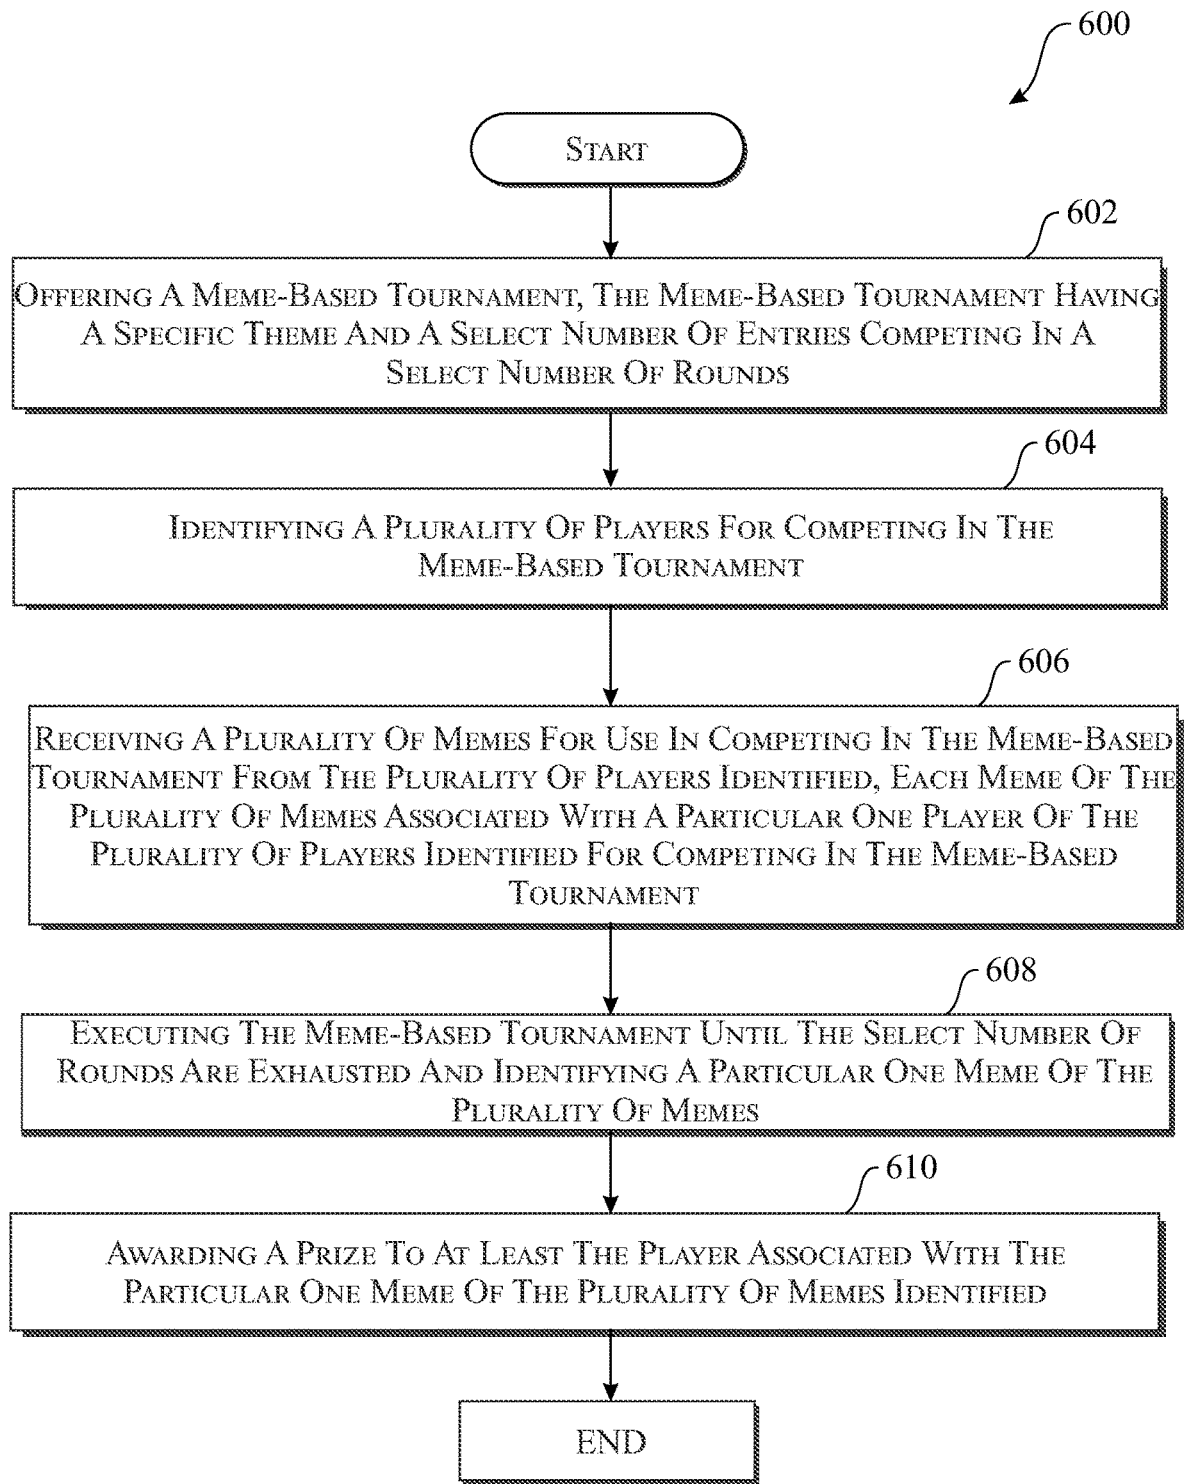 600
START
602
OFFERING A MEME-BASED TOURNAMENT, THE MEME-BASED TOURNAMENT HAVING
A SPECIFIC THEME AND A SELECT NUMBER OF ENTRIES COMPETING IN A
SELECT NUMBER OF ROUNDS
604
IDENTIFYING A PLURALITY OF PLAYERS FOR COMPETING IN THE
MEME-BASED TOURNAMENT
606
RECEIVING A PLURALITY OF MEMES FOR USE IN COMPETING IN THE MEME-BASED
TOURNAMENT FROM THE PLURALITY OF PLAYERS IDENTIFIED, EACH MEME OF THE
PLURALITY OF MEMES ASSOCIATED WITH A PARTICULAR ONE PLAYER OF THE
PLURALITY OF PLAYERS IDENTIFIED FOR COMPETING IN THE MEME-BASED
TOURNAMENT
608
EXECUTING THE MEME-BASED TOURNAMENT UNTIL THE SELECT NUMBER OF
ROUNDS ARE EXHAUSTED AND IDENTIFYING A PARTICULAR ONE MEME OF THE
PLURALITY OF MEMES
610
AWARDING A PRIZE TO AT LEAST THE PLAYER ASSOCIATED WITH THE
PARTICULAR ONE MEME OF THE PLURALITY OF MEMES IDENTIFIED
END